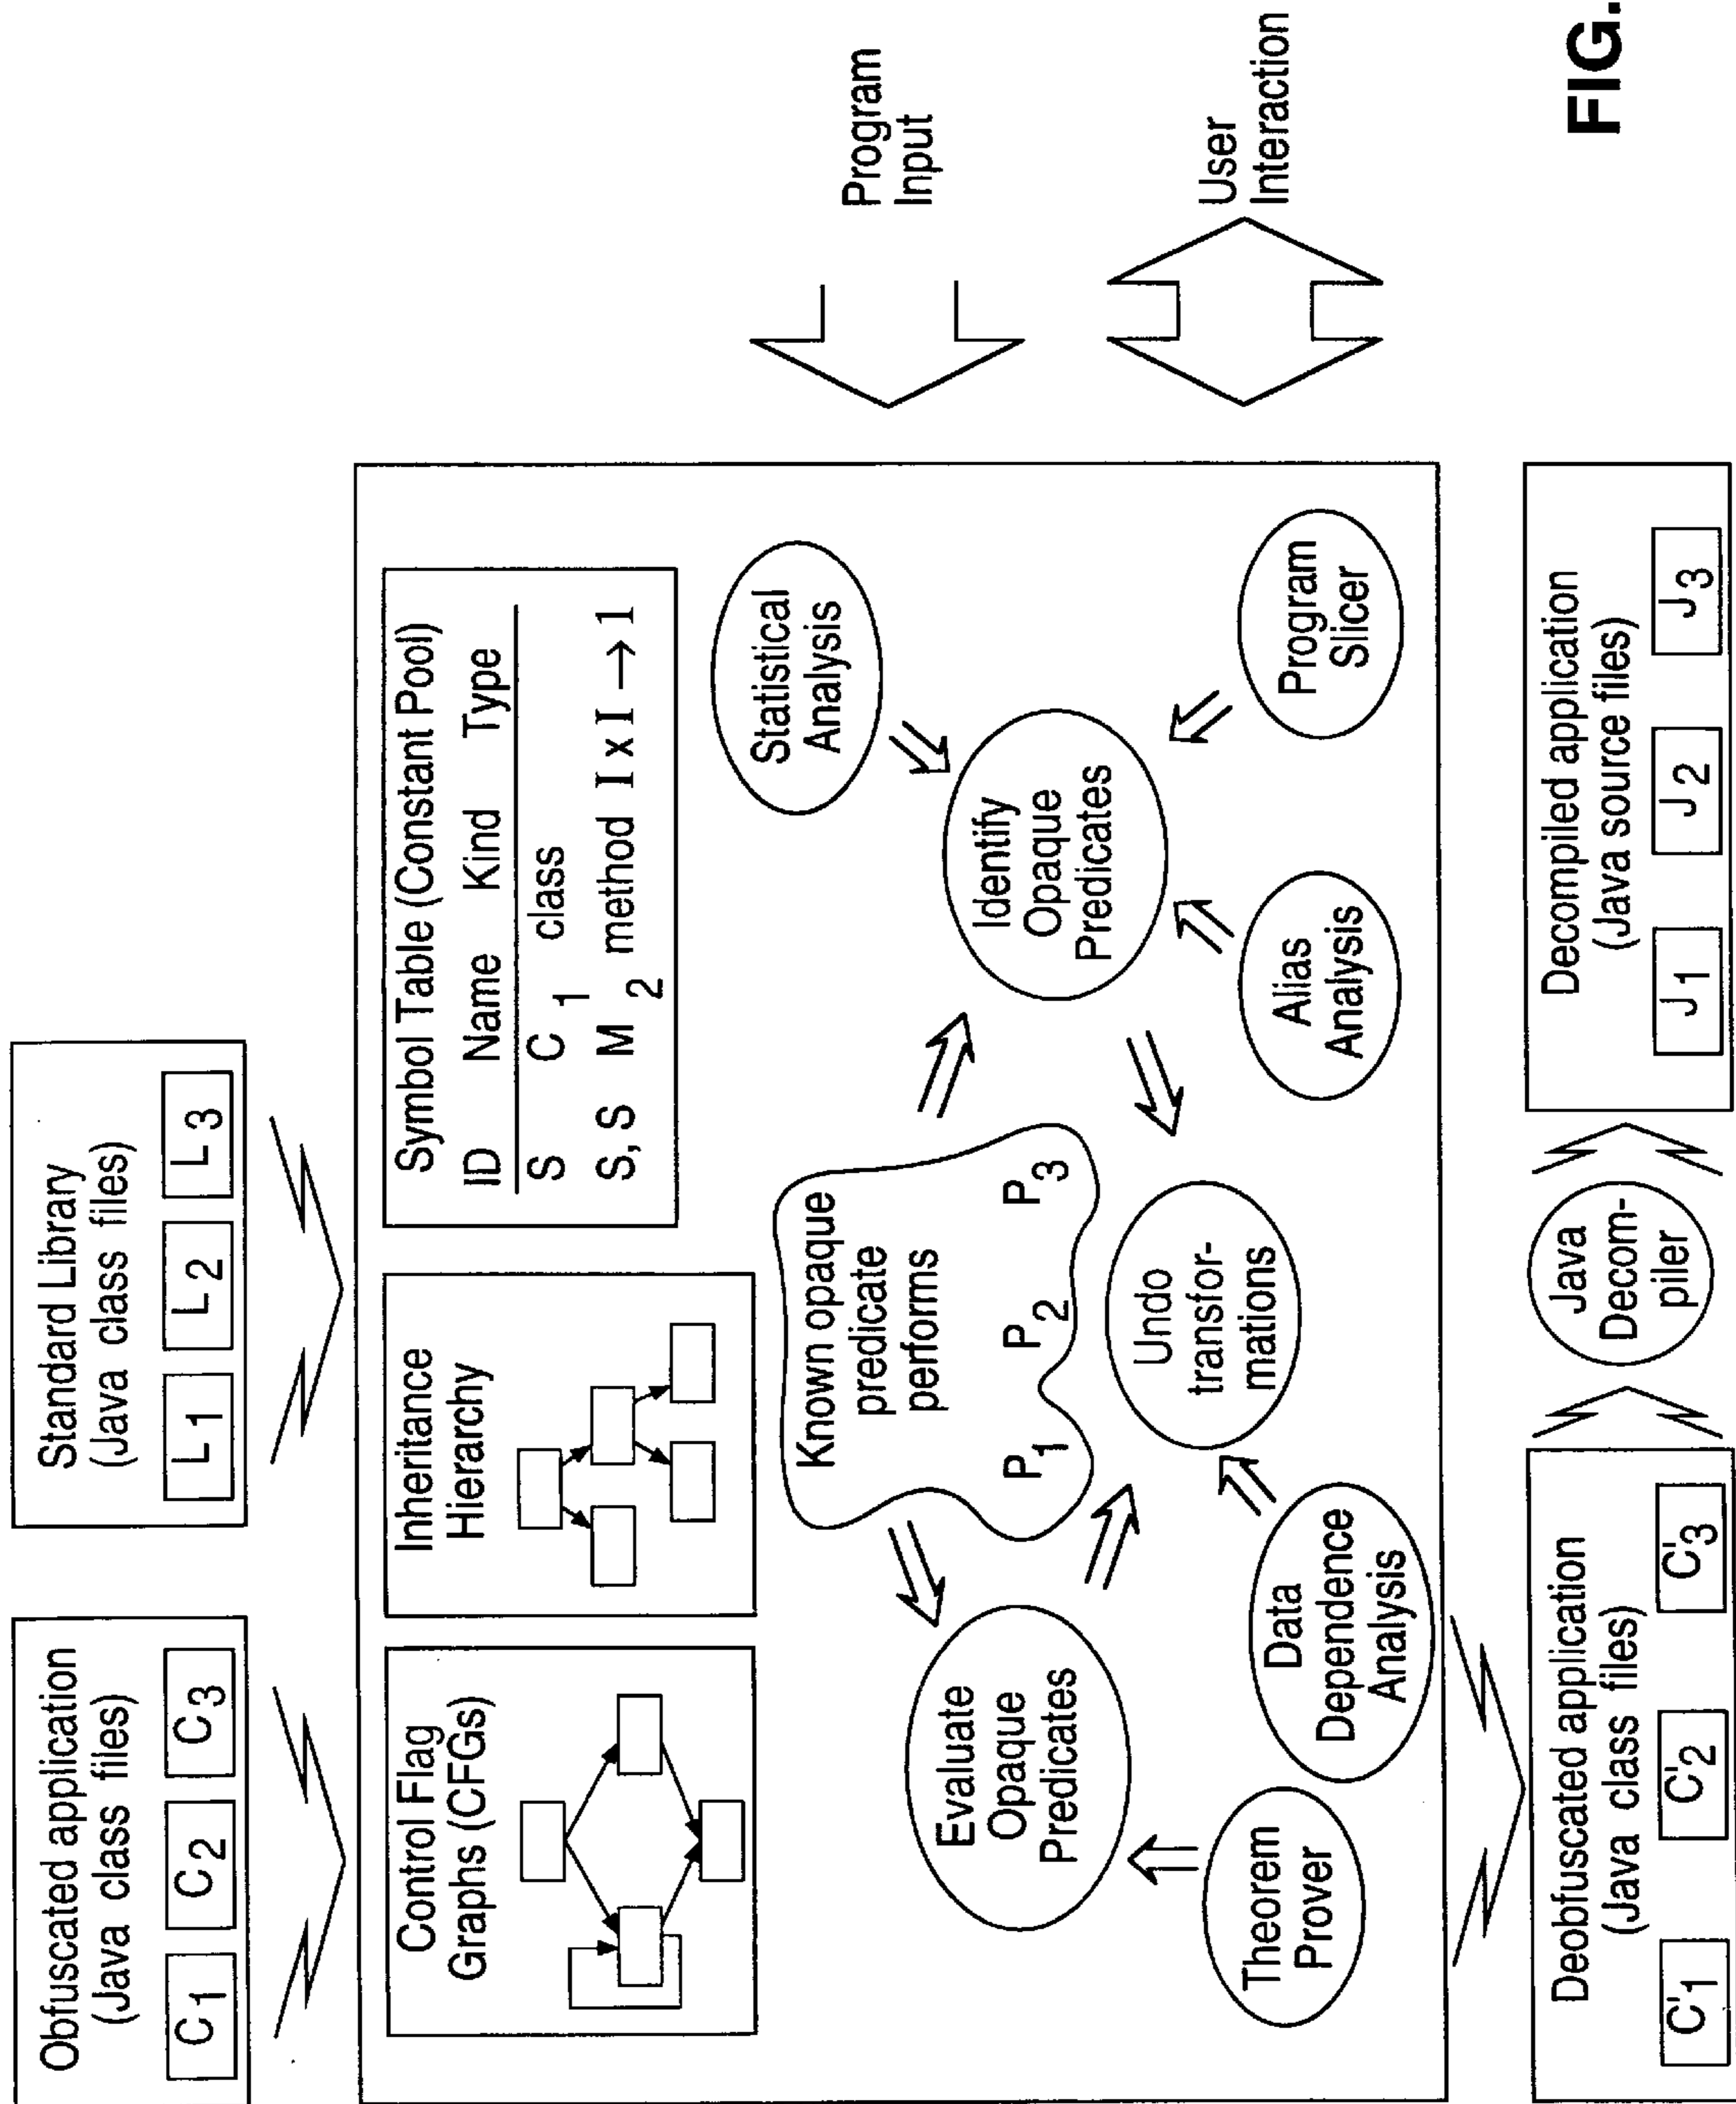 Obfuscated application
(Java class files)
C1 C2 C3
Standard Library
(Java class files)
L1 L2 L3
Control Flag
Graphs (CFGs)
Inheritance
Hierarchy
Symbol Table (Constant Pool)
ID Name Kind Type
S C1 class
S, S M2 method I x I → 1
Known opaque
predicate
performs
P1 P2 P3
Statistical
Analysis
Evaluate
Opaque
Predicates
Identify
Opaque
Predicates
Undo
transfor-
mations
Theorem
Prover
Data
Dependence
Analysis
Alias
Analysis
Program
Slicer
Program
Input
User
Interaction
Deobfuscated application
(Java class files)
C'1 C'2 C'3
Java
Decom-
piler
Decompiled application
(Java source files)
J1 J2 J3
FIG.